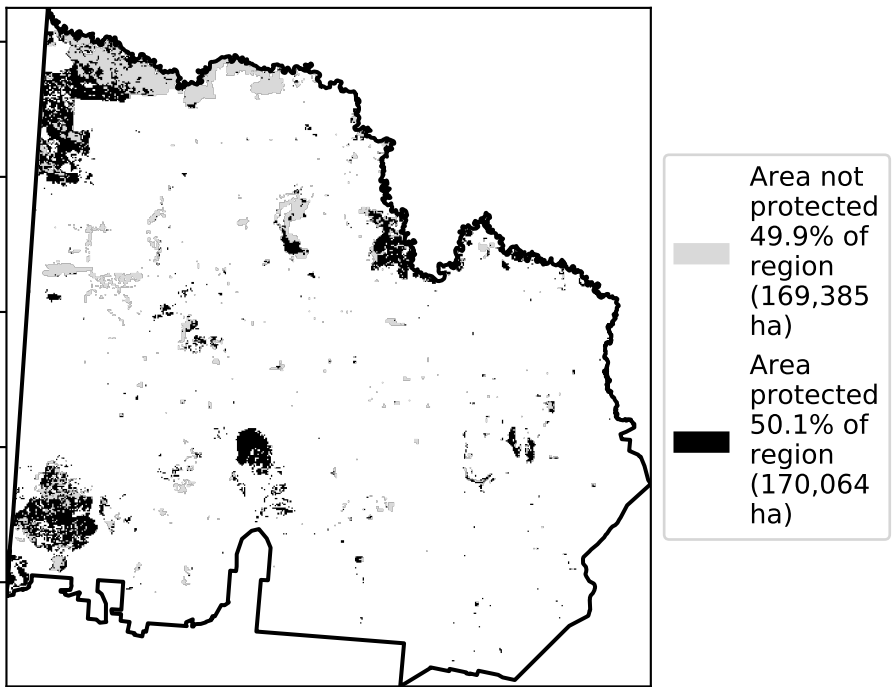 Area not
protected
49.9% of
region
(169,385
ha)
Area
protected
50.1% of
region
(170,064
ha)